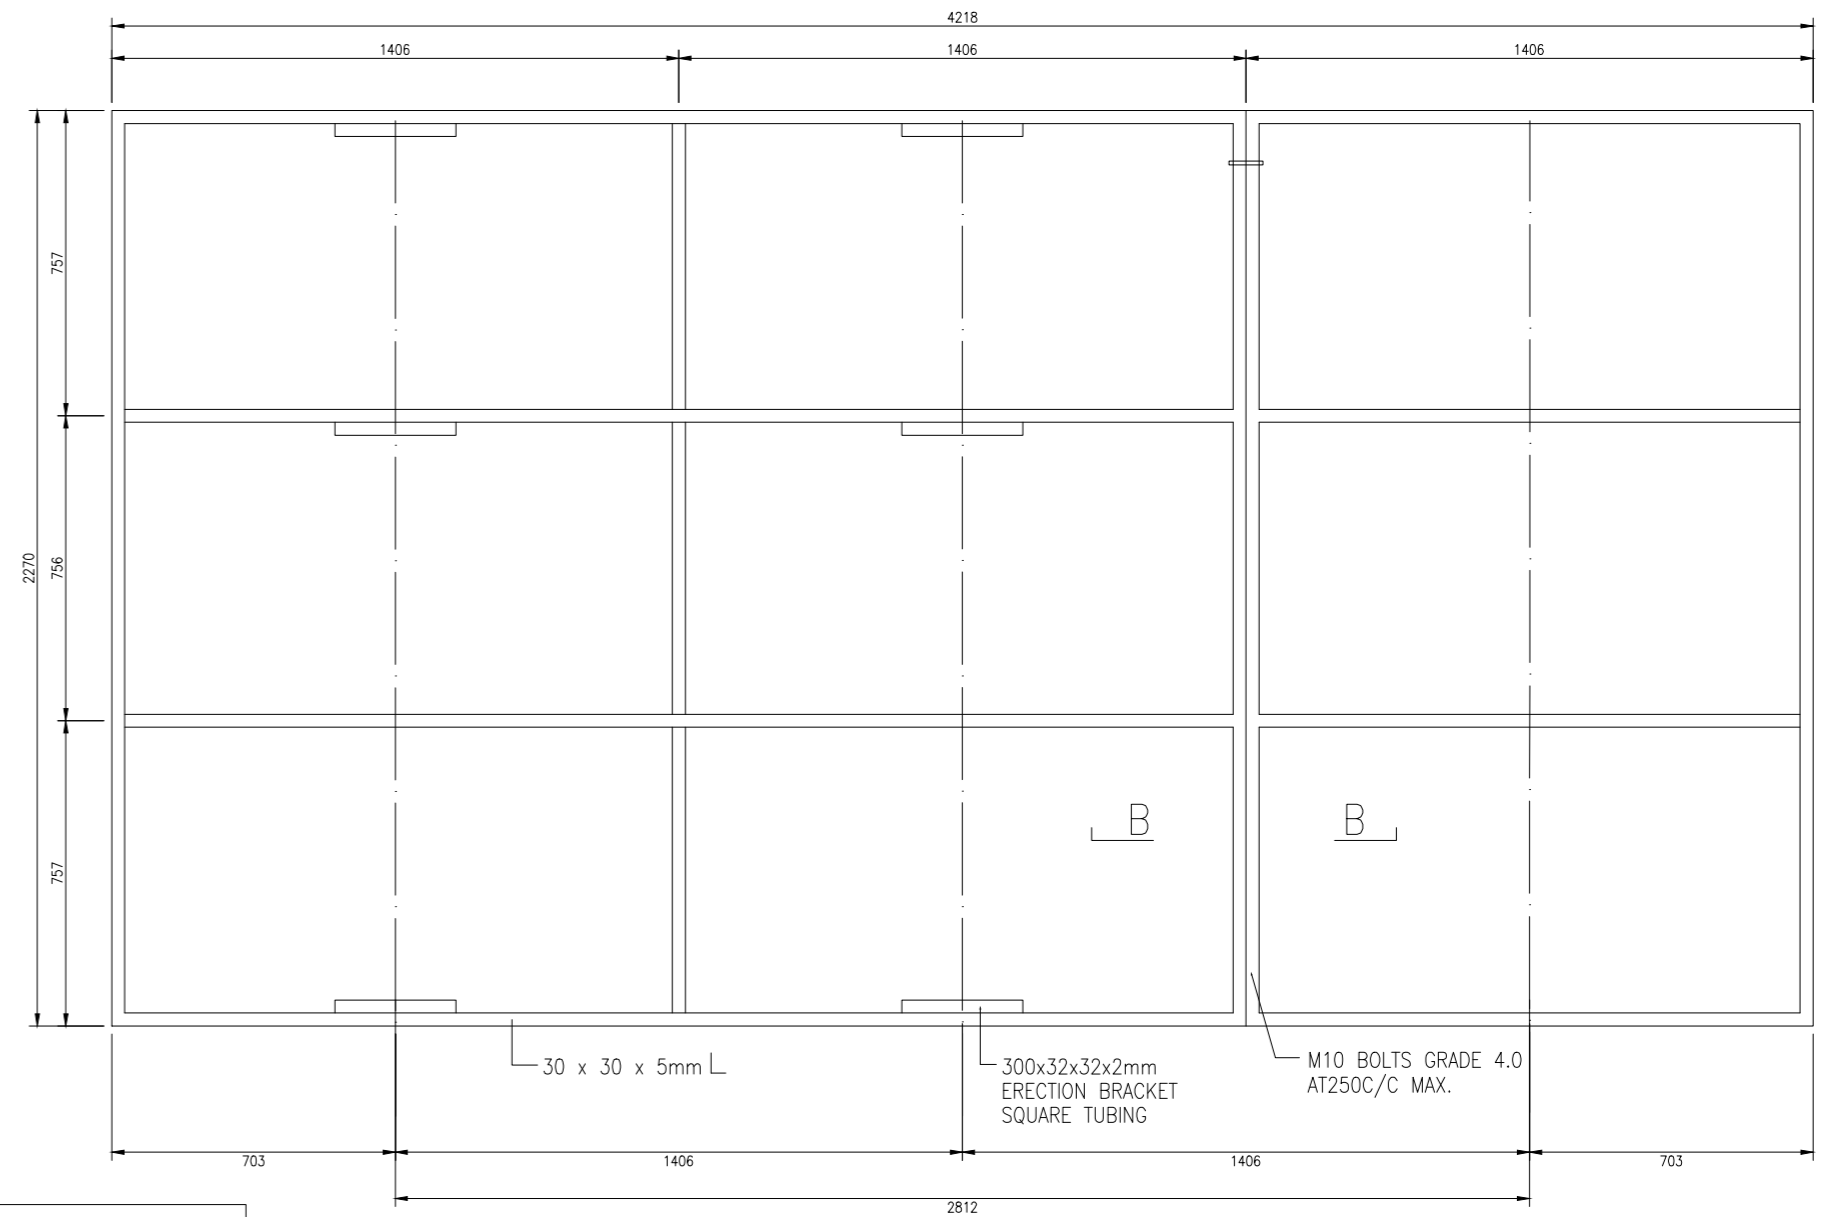 4218
1406
1406
1406
757
2270
756
757
B
B
30 x 30 x 5mm
300x32x32x2mm
ERECTION BRACKET
SQUARE TUBING
M10 BOLTS GRADE 4.0
AT250C/C MAX.
703
1406
1406
703
2812